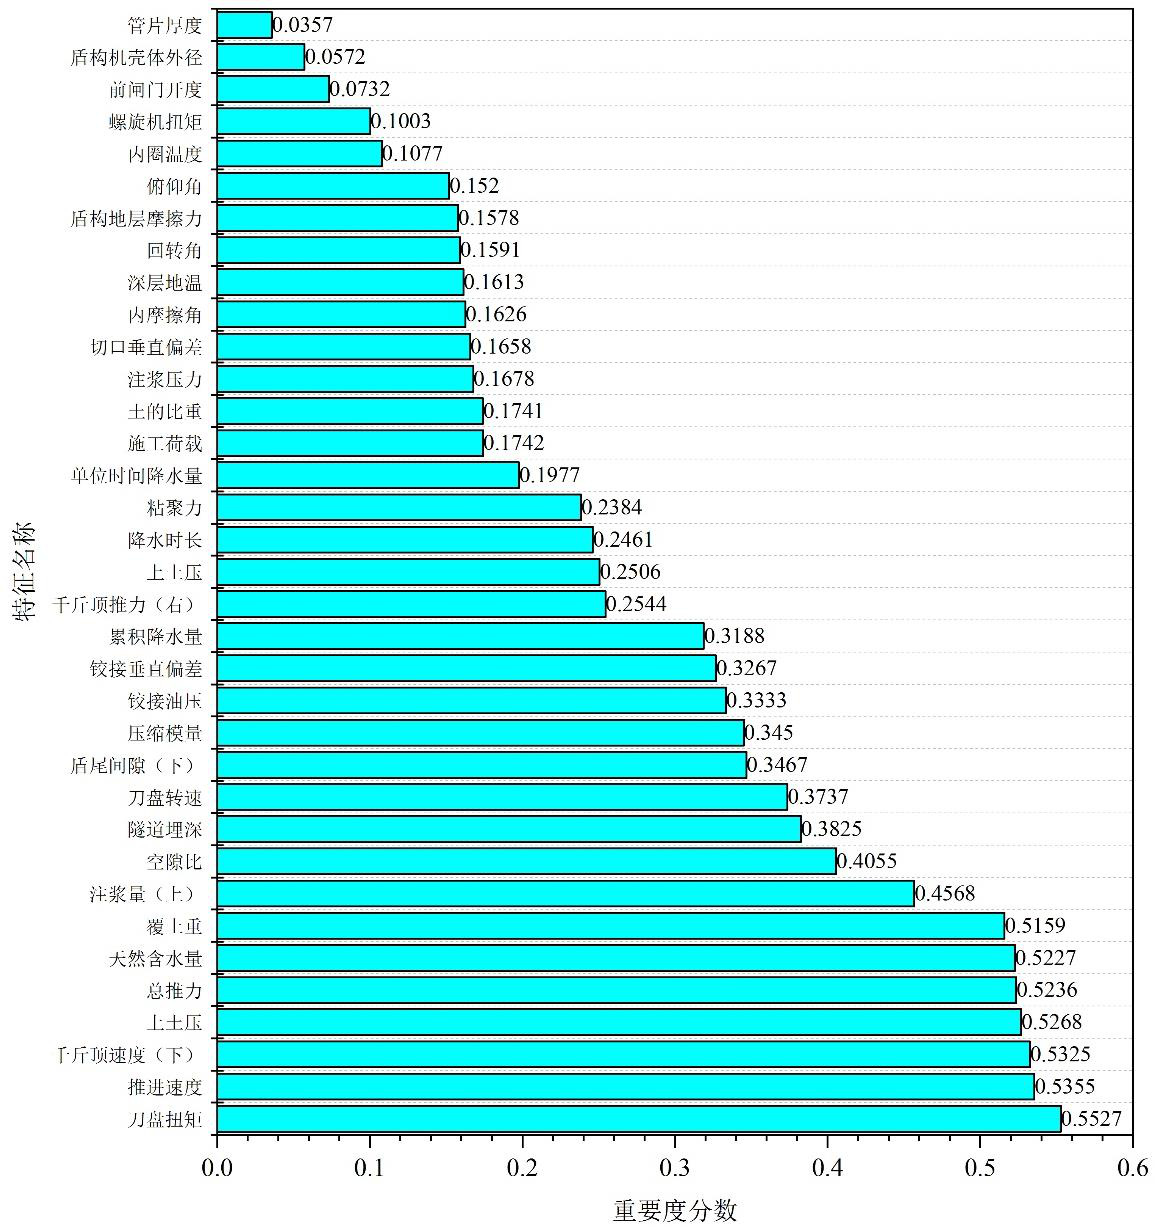 管片厚度 0.0357
盾构机壳体外径 0.0572
前闸门开度 0.0732
螺旋机扭矩 0.1003
内圈温度 0.1077
俯仰角 0.152
盾构地层摩擦力 0.1578
回转角 0.1591
深层地温 0.1613
内摩擦角 0.1626
切口垂直偏差 0.1658
注浆压力 0.1678
土的比重 0.1741
施工荷载 0.1742
单位时间降水量 0.1977
粘聚力 0.2384
降水时长 0.2461
上土压 0.2506
千斤顶推力（右） 0.2544
累积降水量 0.3188
铰接垂直偏差 0.3267
铰接油压 0.3333
压缩模量 0.345
盾尾间隙（下） 0.3467
刀盘转速 0.3737
隧道埋深 0.3825
空隙比 0.4055
注浆量（上） 0.4568
覆土重 0.5159
天然含水量 0.5227
总推力 0.5236
上土压 0.5268
千斤顶速度（下） 0.5325
推进速度 0.5355
刀盘扭矩 0.5527
特征名称
0.0 0.1 0.2 0.3 0.4 0.5 0.6
重要度分数